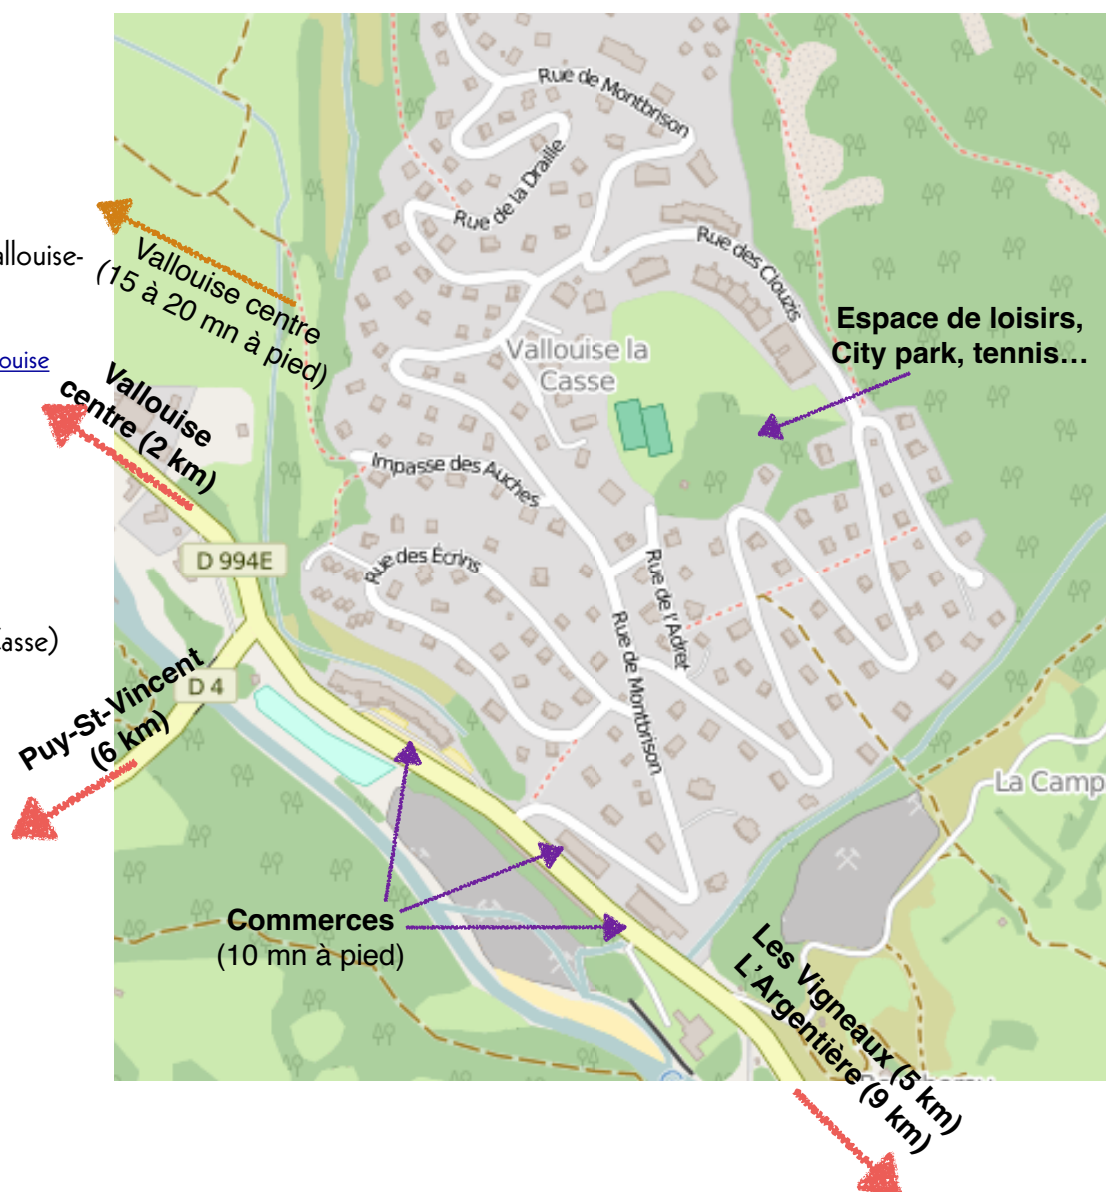 Rue de Montbrison
Rue de la Draille
Rue des Clouzis
allouise-
Vallouise centre
(15 à 20 mn à pied)
Espace de loisirs,
City park, tennis…
Vallouise la
Casse
ouise
Vallouise
centre (2 km)
Impasse des Auches
D 994E
Rue des Écrins
Rue de l'Adret
Rue de Montbrison
Casse)
D 4
Puy-St-Vincent
(6 km)
La Camp
Commerces
(10 mn à pied)
Les Vigneaux (5 km)
L'Argentière (9 km)